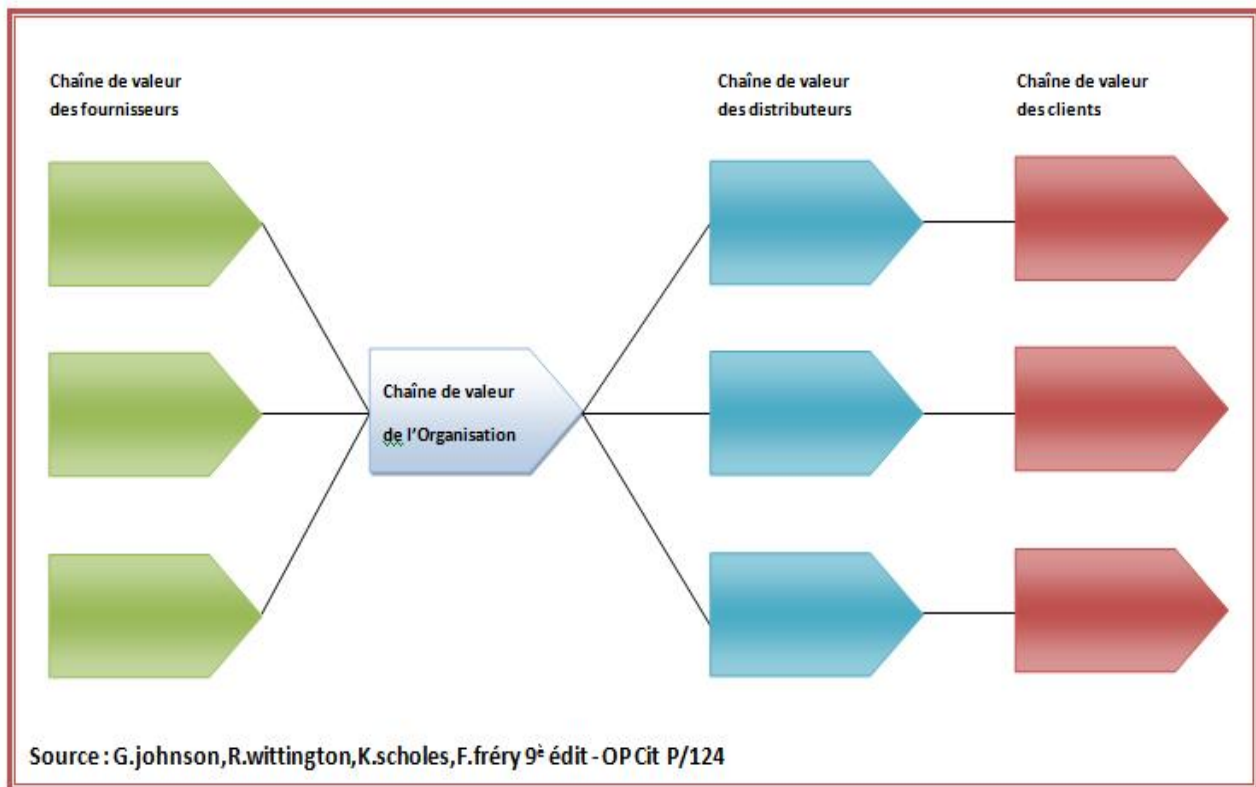 Chaîne de valeur
des fournisseurs
Chaîne de valeur
des distributeurs
Chaîne de valeur
des clients
Chaîne de valeur
de l’Organisation
Source : G.johnson,R.wittington,K.scholes,F.fréry 9è édit - OP Cit P/124